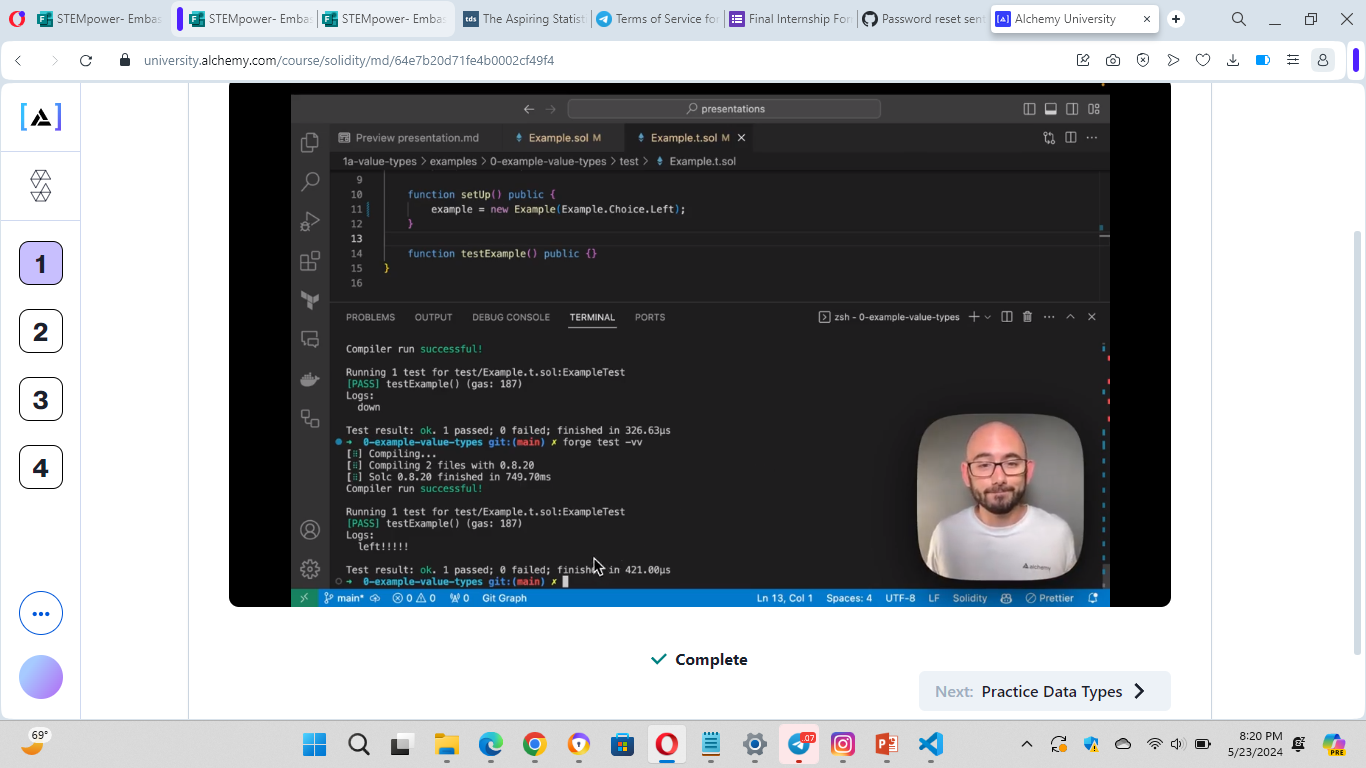 STEMpower- Embas
STEMpower- Embas
STEMpower- Embas
tds The Aspiring Statist
Terms of Service for
Final Internship For
Password reset sent
Alchemy University
university.alchemy.com/course/solidity/md/64e7b20d71fe4b0002cf49f4
1
2
3
4
presentations
Preview presentation.md
Example.sol M
Example.t.sol M
1a-value-types > examples > 0-example-value-types > test > Example.t.sol
9
10 function setUp() public {
11 example = new Example(Example.Choice.Left);
12 }
13
14 function testExample() public {}
15 }
16
PROBLEMS OUTPUT DEBUG CONSOLE TERMINAL PORTS
zsh - 0-example-value-types
Compiler run successful!
Running 1 test for test/Example.t.sol:ExampleTest
[PASS] testExample() (gas: 187)
Logs:
down
Test result: ok. 1 passed; 0 failed; finished in 326.63µs
➜ 0-example-value-types git:(main) ✗ forge test -vv
[⠿] Compiling...
[⠿] Compiling 2 files with 0.8.20
[⠿] Solc 0.8.20 finished in 749.70ms
Compiler run successful!
Running 1 test for test/Example.t.sol:ExampleTest
[PASS] testExample() (gas: 187)
Logs:
left!!!!!
Test result: ok. 1 passed; 0 failed; finished in 421.00µs
➜ 0-example-value-types git:(main) ✗
alchemy
main* 0 0 0 Git Graph
Ln 13, Col 1 Spaces: 4 UTF-8 LF Solidity Prettier
Complete
Next: Practice Data Types
69°
.07
PRE
8:20 PM
5/23/2024